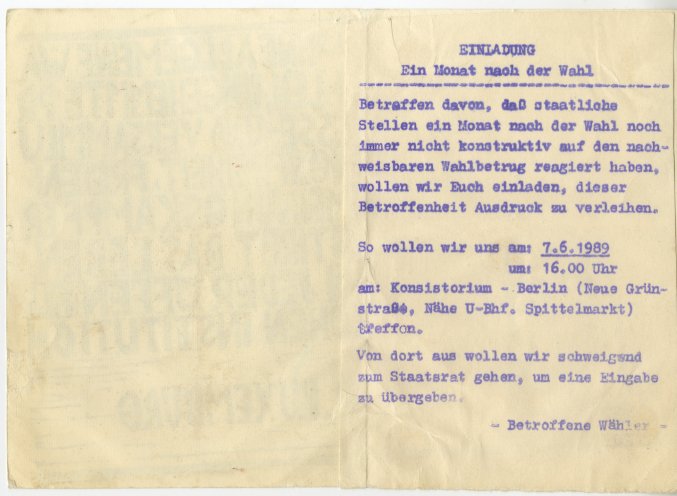 EINLADUNG
Ein Monat nach der Wahl
Betroffen davon, daß staatliche
Stellen ein Monat nach der Wahl noch
immer nicht konstruktiv auf den nach-
weisbaren Wahlbetrug reagiert haben,
wollen wir Euch einladen, dieser
Betroffenheit Ausdruck zu verleihen.
So wollen wir uns am: 7.6.1989
um: 16.00 Uhr
am: Konsistorium - Berlin (Neue Grün-
straße, Nähe U-Bhf. Spittelmarkt)
treffen.
Von dort aus wollen wir schweigend
zum Staatsrat gehen, um eine Eingabe
zu übergeben.
- Betroffene Wähler -